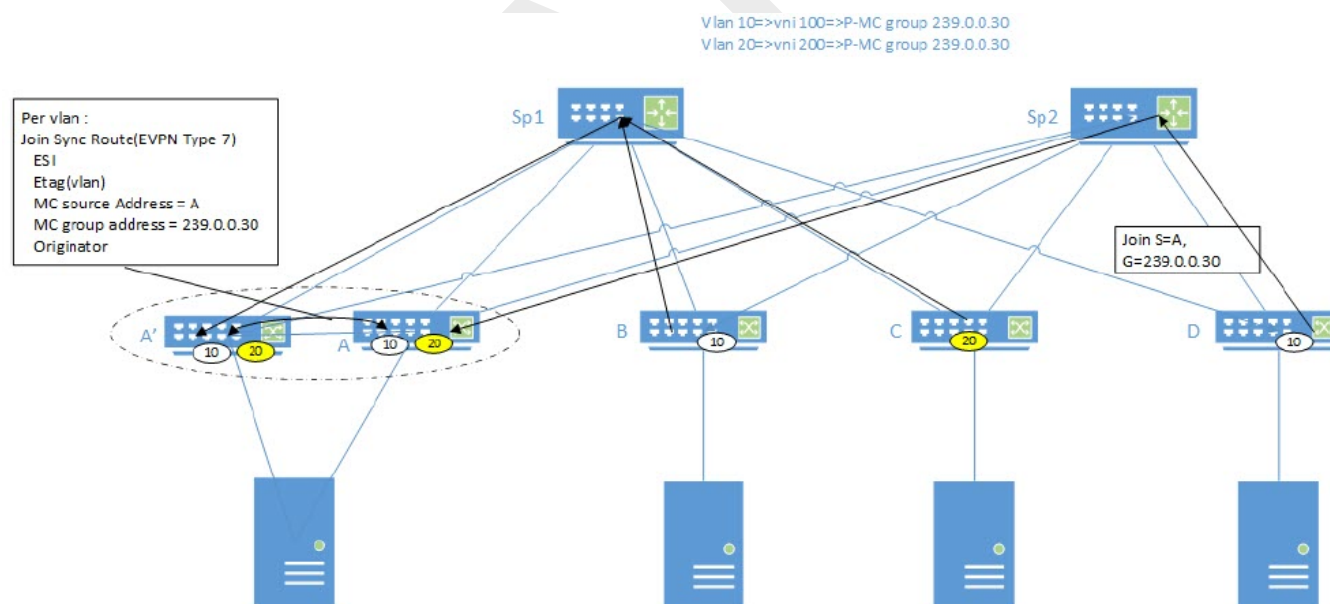 Vlan 10=>vni 100=>P-MC group 239.0.0.30
Vlan 20=>vni 200=>P-MC group 239.0.0.30
Per vlan :
Join Sync Route(EVPN Type 7)
ESI
Etag(vlan)
MC source Address = A
MC group address = 239.0.0.30
Originator
Sp1
Sp2
Join S=A,
G=239.0.0.30
A'
10
20
A
10
20
B
10
C
20
D
10